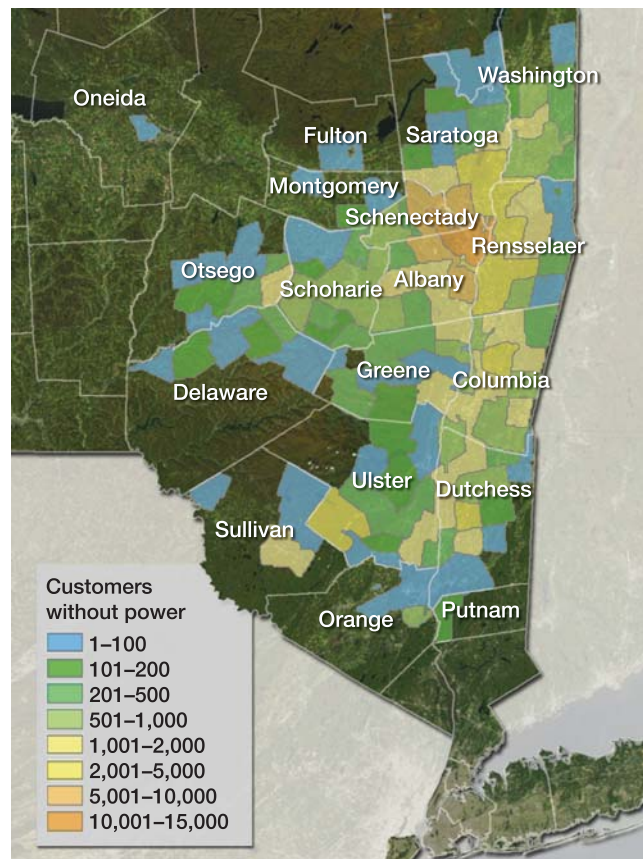 Washington
Oneida
Fulton
Saratoga
Montgomery
Schenectady
Rensselaer
Otsego
Schoharie
Albany
Greene
Columbia
Delaware
Ulster
Dutchess
Sullivan
Orange
Putnam
Customers
without power
1–100
101–200
201–500
501–1,000
1,001–2,000
2,001–5,000
5,001–10,000
10,001–15,000